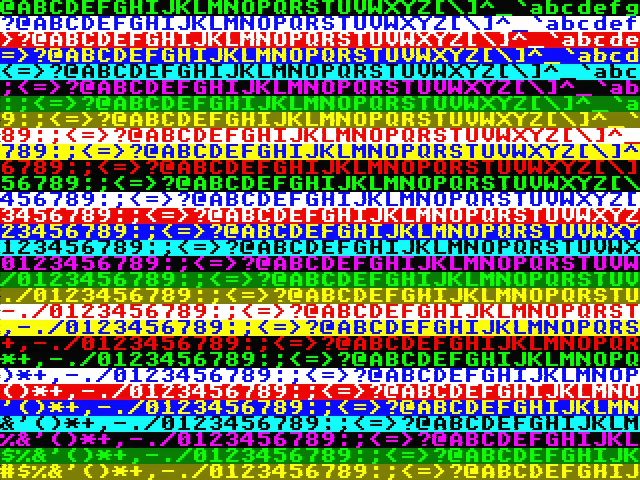 @ABCDEFGHIJKLMNOPQRSTUVWXYZ[\]^_`abcdefg
?@ABCDEFGHIJKLMNOPQRSTUVWXYZ[\]^_`abcdef
>?@ABCDEFGHIJKLMNOPQRSTUVWXYZ[\]^_`abcde
=>?@ABCDEFGHIJKLMNOPQRSTUVWXYZ[\]^_`abcd
<=>?@ABCDEFGHIJKLMNOPQRSTUVWXYZ[\]^_`abc
;<=>?@ABCDEFGHIJKLMNOPQRSTUVWXYZ[\]^_`ab
:;<=>?@ABCDEFGHIJKLMNOPQRSTUVWXYZ[\]^_`a
9:;<=>?@ABCDEFGHIJKLMNOPQRSTUVWXYZ[\]^_`
89:;<=>?@ABCDEFGHIJKLMNOPQRSTUVWXYZ[\]^_
789:;<=>?@ABCDEFGHIJKLMNOPQRSTUVWXYZ[\]^
6789:;<=>?@ABCDEFGHIJKLMNOPQRSTUVWXYZ[\]
56789:;<=>?@ABCDEFGHIJKLMNOPQRSTUVWXYZ[\
456789:;<=>?@ABCDEFGHIJKLMNOPQRSTUVWXYZ[
3456789:;<=>?@ABCDEFGHIJKLMNOPQRSTUVWXYZ
23456789:;<=>?@ABCDEFGHIJKLMNOPQRSTUVWXY
123456789:;<=>?@ABCDEFGHIJKLMNOPQRSTUVWX
0123456789:;<=>?@ABCDEFGHIJKLMNOPQRSTUVW
/0123456789:;<=>?@ABCDEFGHIJKLMNOPQRSTUV
./0123456789:;<=>?@ABCDEFGHIJKLMNOPQRSTU
-./0123456789:;<=>?@ABCDEFGHIJKLMNOPQRST
,-./0123456789:;<=>?@ABCDEFGHIJKLMNOPQRS
+,-./0123456789:;<=>?@ABCDEFGHIJKLMNOPQR
*+,-./0123456789:;<=>?@ABCDEFGHIJKLMNOPQ
)*+,-./0123456789:;<=>?@ABCDEFGHIJKLMNOP
()*+,-./0123456789:;<=>?@ABCDEFGHIJKLMNO
'()*+,-./0123456789:;<=>?@ABCDEFGHIJKLMN
&'()*+,-./0123456789:;<=>?@ABCDEFGHIJKLM
%&'()*+,-./0123456789:;<=>?@ABCDEFGHIJKL
$%&'()*+,-./0123456789:;<=>?@ABCDEFGHIJK
#$%&'()*+,-./0123456789:;<=>?@ABCDEFGHIJ